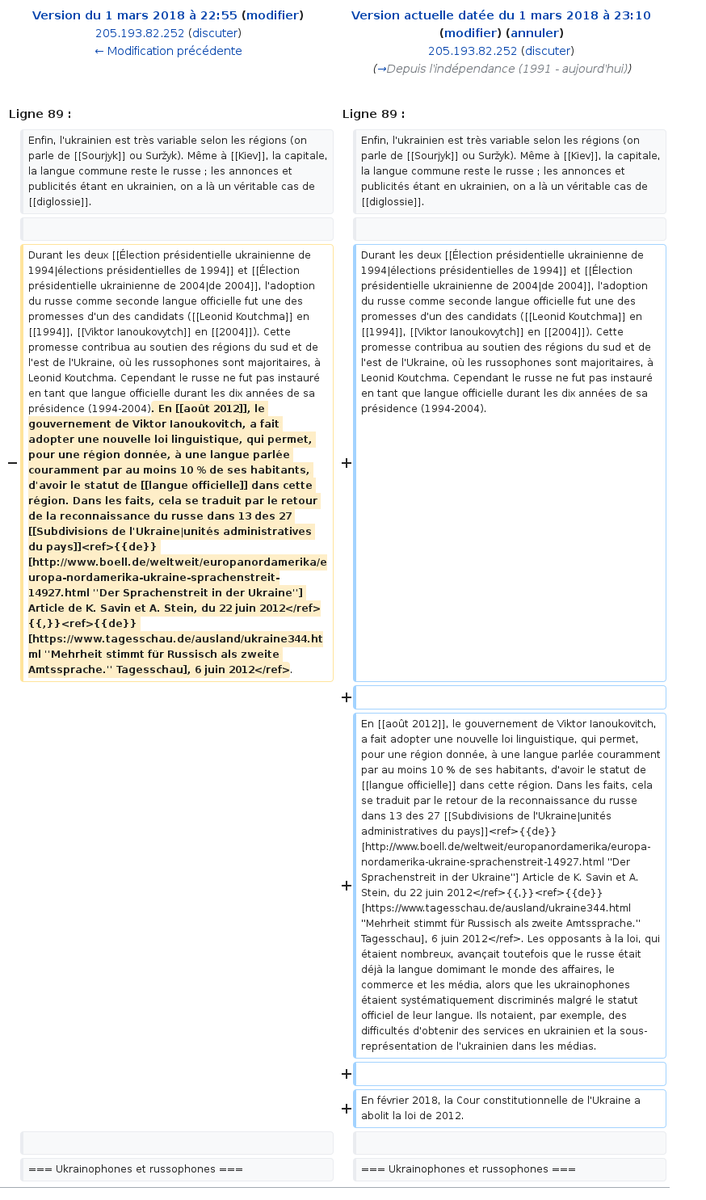 Version du 1 mars 2018 à 22:55 (modifier)
205.193.82.252 (discuter)
← Modification précédente
Version actuelle datée du 1 mars 2018 à 23:10
(modifier) (annuler)
205.193.82.252 (discuter)
(→Depuis l'indépendance (1991 - aujourd'hui))
Ligne 89 :
Enfin, l'ukrainien est très variable selon les régions (on
parle de [[Sourjyk]] ou Suržyk). Même à [[Kiev]], la capitale,
la langue commune reste le russe ; les annonces et
publicités étant en ukrainien, on a là un véritable cas de
[[diglossie]].
Durant les deux [[Élection présidentielle ukrainienne de
1994|élections présidentielles de 1994]] et [[Élection
présidentielle ukrainienne de 2004|de 2004]], l'adoption
du russe comme seconde langue officielle fut une des
promesses d'un des candidats ([[Leonid Koutchma]] en
[[1994]], [[Viktor Ianoukovytch]] en [[2004]]). Cette
promesse contribua au soutien des régions du sud et de
l'est de l'Ukraine, où les russophones sont majoritaires, à
Leonid Koutchma. Cependant le russe ne fut pas instauré
en tant que langue officielle durant les dix années de sa
présidence (1994-2004). En [[août 2012]], le
gouvernement de Viktor Ianoukovitch, a fait
adopter une nouvelle loi linguistique, qui permet,
pour une région donnée, à une langue parlée
− couramment par au moins 10 % de ses habitants,
d'avoir le statut de [[langue officielle]] dans cette
région. Dans les faits, cela se traduit par le retour
de la reconnaissance du russe dans 13 des 27
[[Subdivisions de l'Ukraine|unités administratives
du pays]]<ref>{{de}}
[http://www.boell.de/weltweit/europanordamerika/e
uropa-nordamerika-ukraine-sprachenstreit-
14927.html ''Der Sprachenstreit in der Ukraine'']
Article de K. Savin et A. Stein, du 22 juin 2012</ref>
{{,}}<ref>{{de}}
[https://www.tagesschau.de/ausland/ukraine344.ht
ml ''Mehrheit stimmt für Russisch als zweite
Amtssprache.'' Tagesschau], 6 juin 2012</ref>.
=== Ukrainophones et russophones ===
Ligne 89 :
Enfin, l'ukrainien est très variable selon les régions (on
parle de [[Sourjyk]] ou Suržyk). Même à [[Kiev]], la capitale,
la langue commune reste le russe ; les annonces et
publicités étant en ukrainien, on a là un véritable cas de
[[diglossie]].
Durant les deux [[Élection présidentielle ukrainienne de
1994|élections présidentielles de 1994]] et [[Élection
présidentielle ukrainienne de 2004|de 2004]], l'adoption
du russe comme seconde langue officielle fut une des
promesses d'un des candidats ([[Leonid Koutchma]] en
[[1994]], [[Viktor Ianoukovytch]] en [[2004]]). Cette
promesse contribua au soutien des régions du sud et de
l'est de l'Ukraine, où les russophones sont majoritaires, à
Leonid Koutchma. Cependant le russe ne fut pas instauré
en tant que langue officielle durant les dix années de sa
présidence (1994-2004).
+
+
En [[août 2012]], le gouvernement de Viktor Ianoukovitch,
a fait adopter une nouvelle loi linguistique, qui permet,
pour une région donnée, à une langue parlée couramment
par au moins 10 % de ses habitants, d'avoir le statut de
[[langue officielle]] dans cette région. Dans les faits, cela
se traduit par le retour de la reconnaissance du russe
dans 13 des 27 [[Subdivisions de l'Ukraine|unités
administratives du pays]]<ref>{{de}}
[http://www.boell.de/weltweit/europanordamerika/europa-
nordamerika-ukraine-sprachenstreit-14927.html ''Der
+ Sprachenstreit in der Ukraine''] Article de K. Savin et A.
Stein, du 22 juin 2012</ref>{{,}}<ref>{{de}}
[https://www.tagesschau.de/ausland/ukraine344.html
''Mehrheit stimmt für Russisch als zweite Amtssprache.''
Tagesschau], 6 juin 2012</ref>. Les opposants à la loi, qui
étaient nombreux, avançait toutefois que le russe était
déjà la langue domimant le monde des affaires, le
commerce et les média, alors que les ukrainophones
étaient systématiquement discriminés malgré le statut
officiel de leur langue. Ils notaient, par exemple, des
difficultés d'obtenir des services en ukrainien et la sous-
représentation de l'ukrainien dans les médias.
+
+ En février 2018, la Cour constitutionnelle de l'Ukraine a
abolit la loi de 2012.
=== Ukrainophones et russophones ===